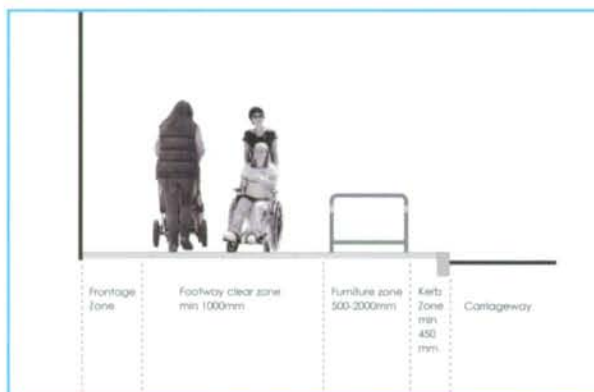 Frontage
Zone
Footway clear zone
min 1000mm
Furniture zone
500-2000mm
Kerb
Zone
min
450
mm
Carriageway